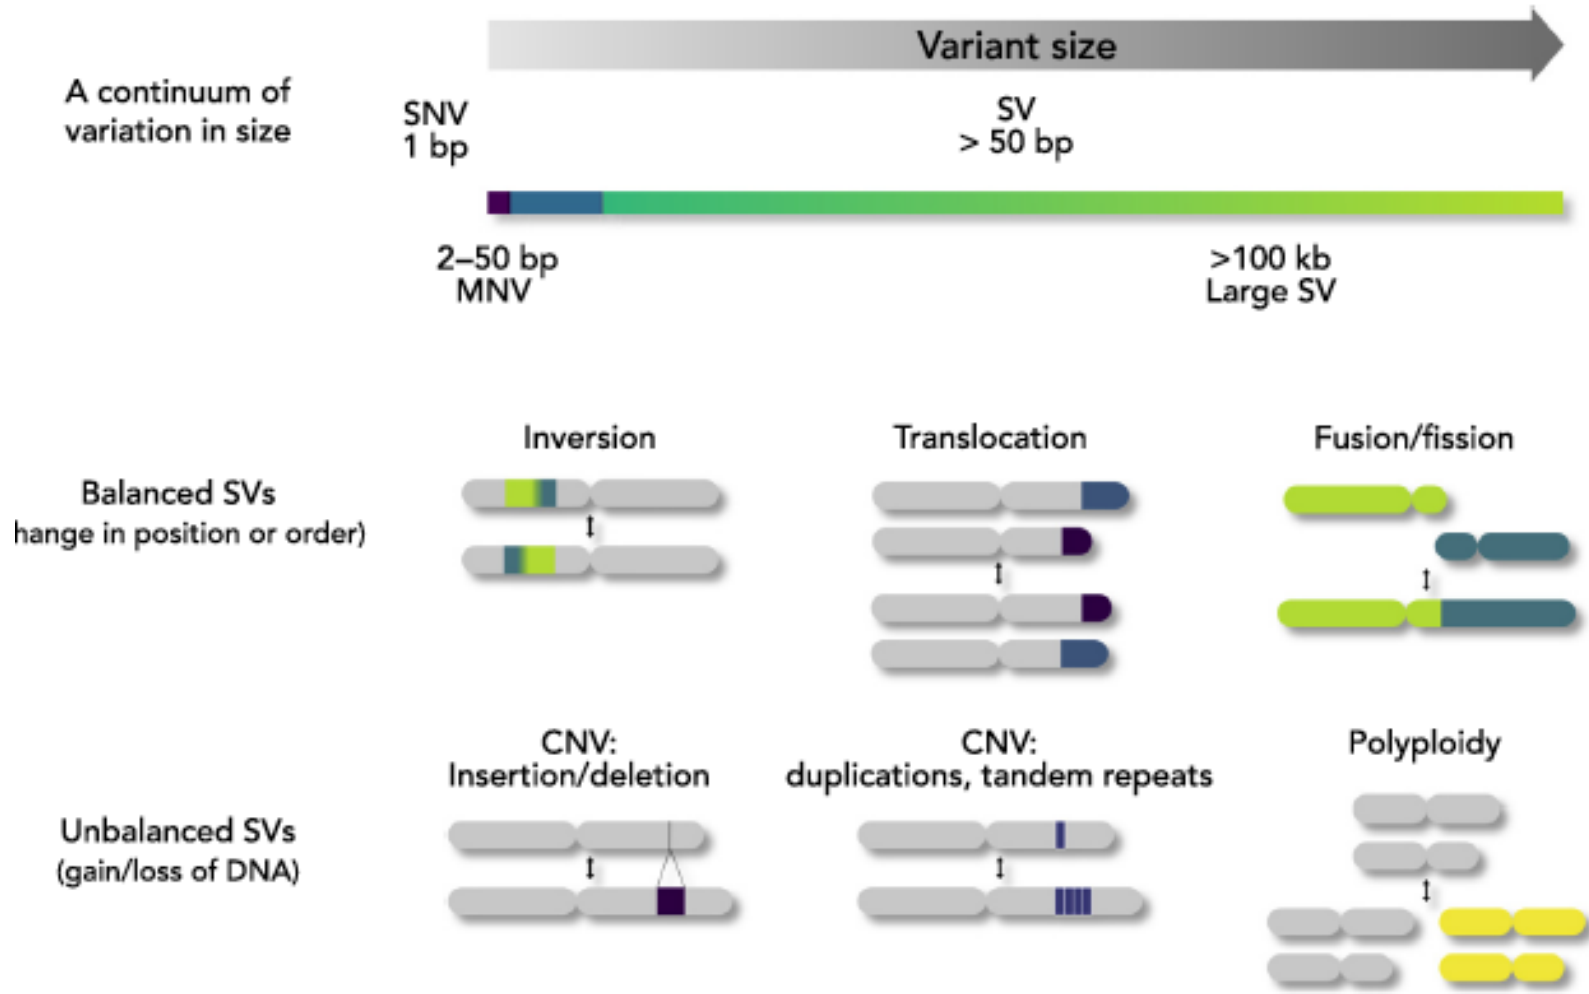 Variant size
A continuum of
variation in size
SNV
1 bp
SV
> 50 bp
2–50 bp
MNV
>100 kb
Large SV
Inversion
Translocation
Fusion/fission
Balanced SVs
hange in position or order)
CNV:
Insertion/deletion
CNV:
duplications, tandem repeats
Polyploidy
Unbalanced SVs
(gain/loss of DNA)